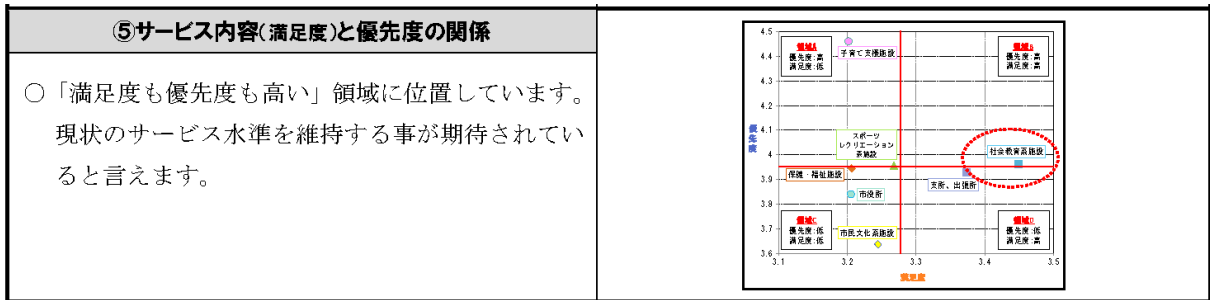 ⑤サービス内容(満足度)と優先度の関係
○「満足度も優先度も高い」領域に位置しています。
現状のサービス水準を維持する事が期待されてい
ると言えます。
4.5
4.4
4.3
4.2
4.1
4
3.9
3.8
3.7
3.6
優先度
領域A
優先度:高
満足度:低
子育て支援施設
領域B
優先度:高
満足度:高
スポーツ
レクリエーション
系施設
社会教育系施設
保健・福祉施設
支所、出張所
市役所
領域C
優先度:低
満足度:低
市民文化系施設
領域D
優先度:低
満足度:高
3.1
3.2
3.3
3.4
3.5
満足度